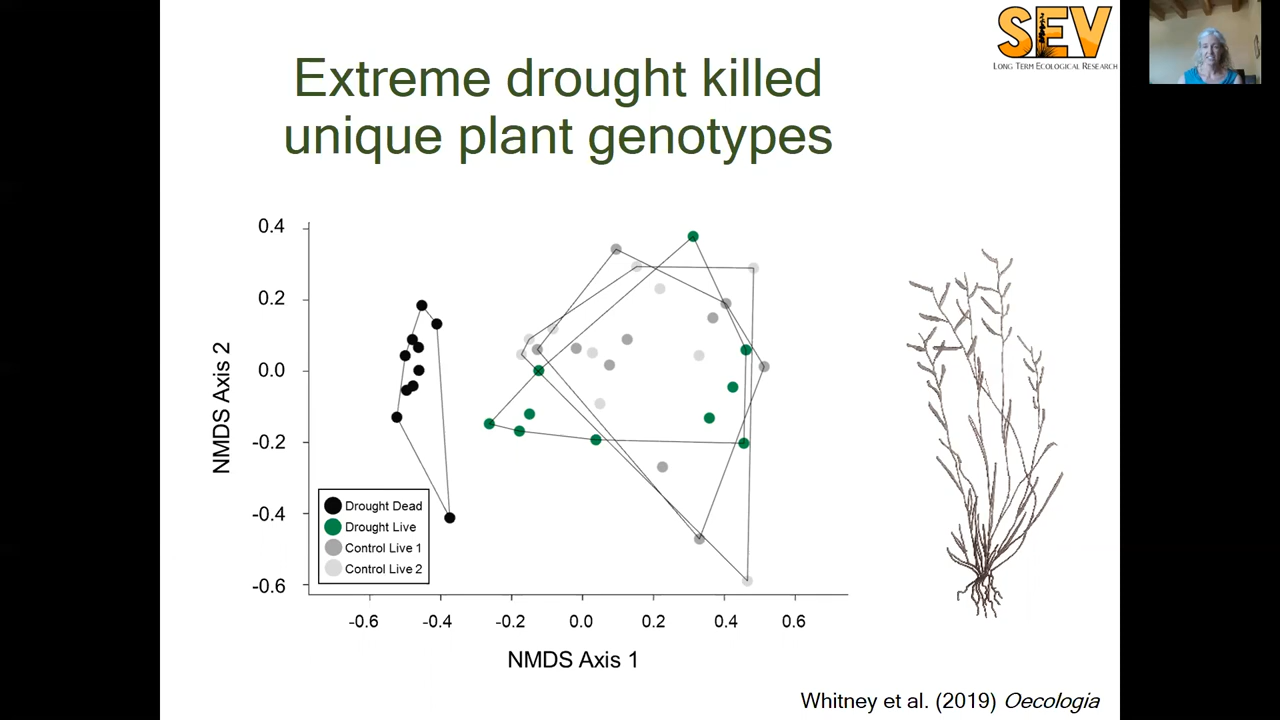 SEV
LONG TERM ECOLOGICAL RESEARCH
Extreme drought killed
unique plant genotypes
0.4
0.2
0.0
-0.2
-0.4
-0.6
NMDS Axis 2
Drought Dead
Drought Live
Control Live 1
Control Live 2
-0.6 -0.4 -0.2 0.0 0.2 0.4 0.6
NMDS Axis 1
Whitney et al. (2019) Oecologia